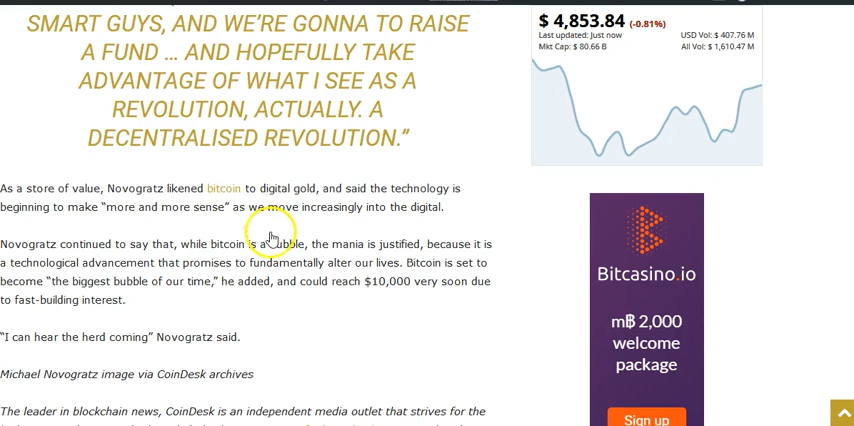 SMART GUYS, AND WE’RE GONNA TO RAISE
A FUND … AND HOPEFULLY TAKE
ADVANTAGE OF WHAT I SEE AS A
REVOLUTION, ACTUALLY. A
DECENTRALISED REVOLUTION.”
As a store of value, Novogratz likened bitcoin to digital gold, and said the technology is
beginning to make “more and more sense” as we move increasingly into the digital.
Novogratz continued to say that, while bitcoin is a bubble, the mania is justified, because it is
a technological advancement that promises to fundamentally alter our lives. Bitcoin is set to
become “the biggest bubble of our time,” he added, and could reach $10,000 very soon due
to fast-building interest.
“I can hear the herd coming” Novogratz said.
Michael Novogratz image via CoinDesk archives
The leader in blockchain news, CoinDesk is an independent media outlet that strives for the
$ 4,853.84 (-0.81%)
Last updated: Just now USD Vol: $ 407.76 M
Mkt Cap: $ 80.66 B All Vol: $ 1,610.47 M
Bitcasino.io
m฿ 2,000
welcome
package
Sign up